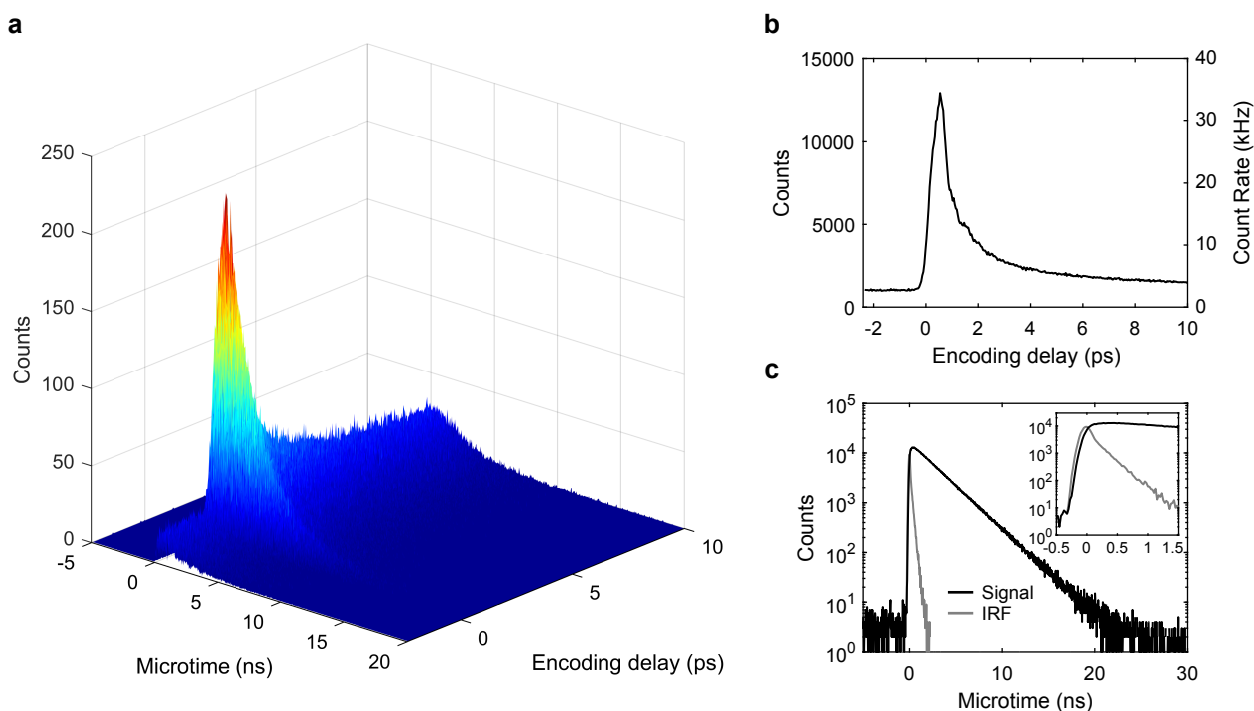 a
250
200
150
100
50
0
Counts
-5
0
5
10
15
20
Microtime (ns)
0
5
10
Encoding delay (ps)
b
15000
10000
5000
0
Counts
40
30
20
10
0
Count Rate (kHz)
-2 0 2 4 6 8 10
Encoding delay (ps)
c
10^5
10^4
10^3
10^2
10^1
10^0
Counts
10^4
10^3
10^2
10^1
10^0
-0.5 0 0.5 1 1.5
Signal
IRF
0 10 20 30
Microtime (ns)